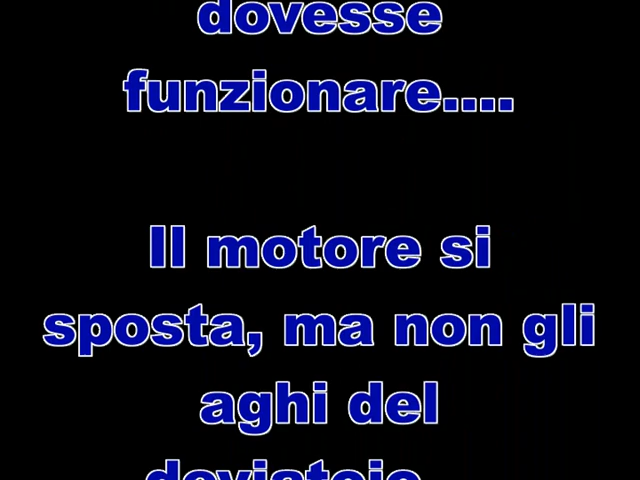 dovesse
funzionare....
Il motore si
sposta, ma non gli
aghi del